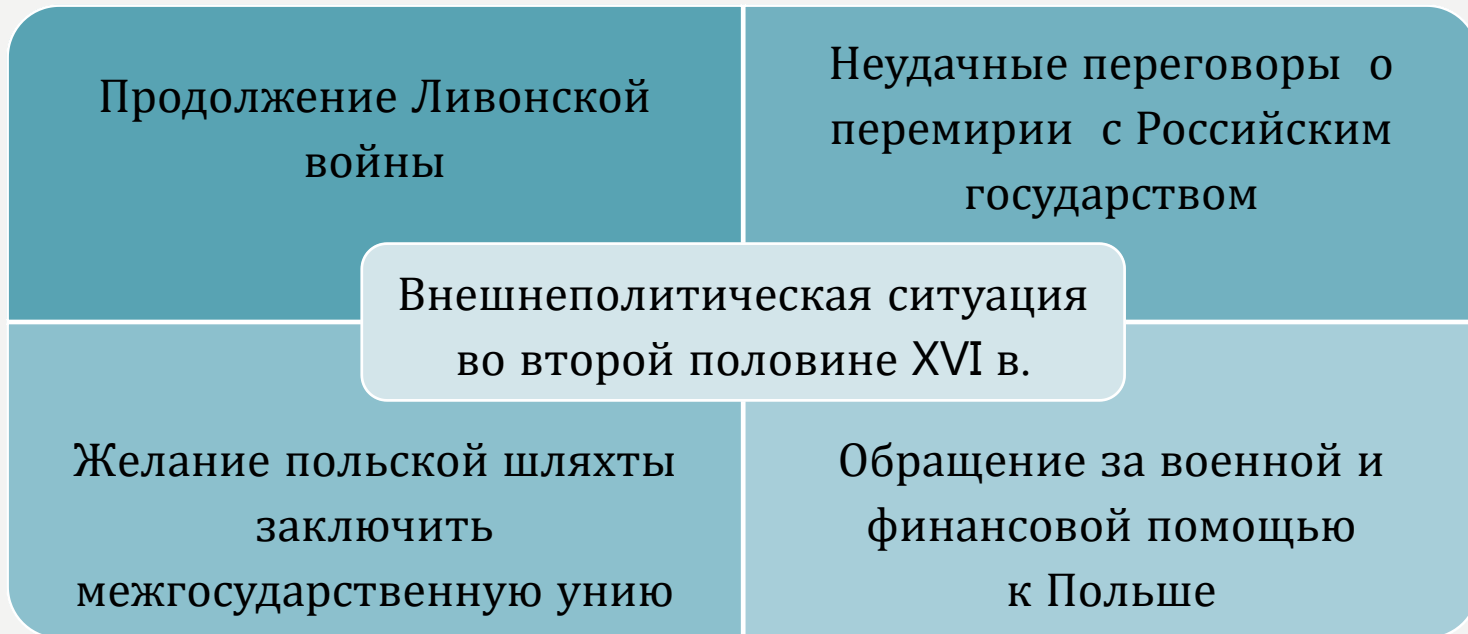 Продолжение Ливонской
войны
Неудачные переговоры о
перемирии с Российским
государством
Внешнеполитическая ситуация
во второй половине XVI в.
Желание польской шляхты
заключить
межгосударственную унию
Обращение за военной и
финансовой помощью
к Польше